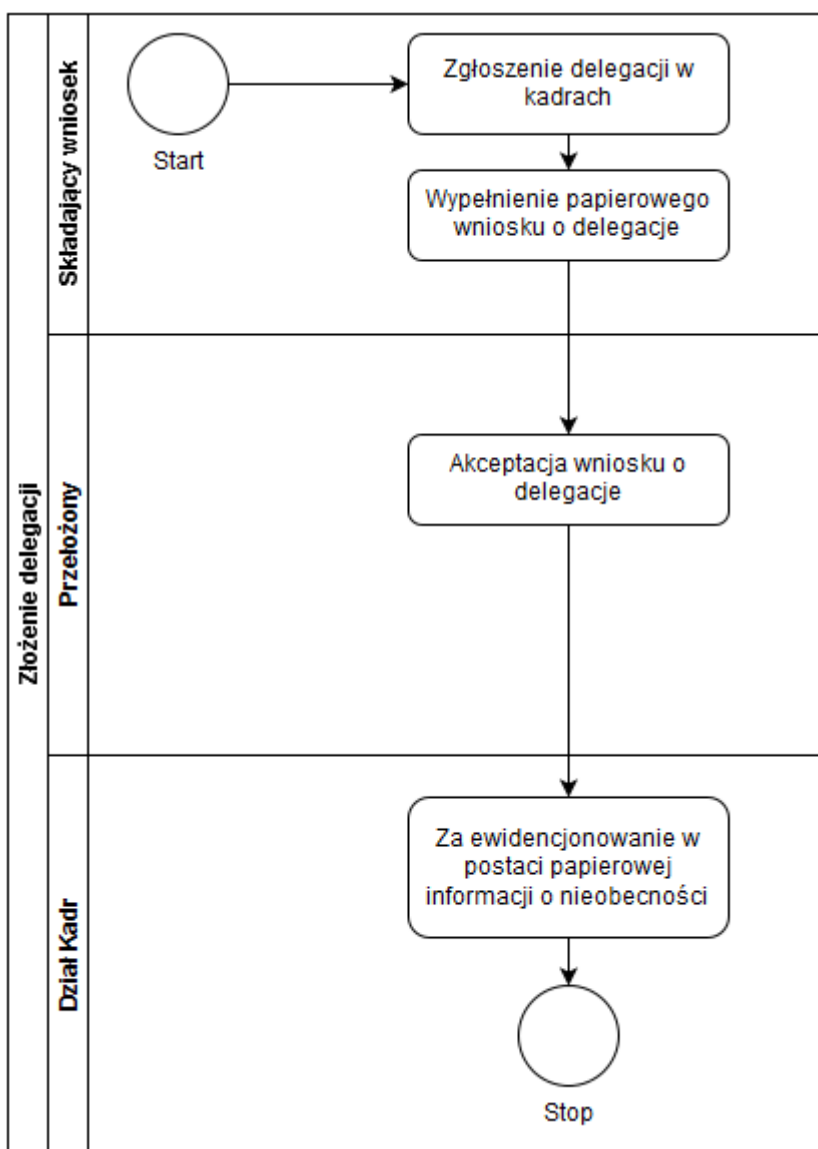 Złożenie delegacji
Składający wniosek
Start
Zgłoszenie delegacji w
kadrach
Wypełnienie papierowego
wniosku o delegacje
Przełożony
Akceptacja wniosku o
delegacje
Dział Kadr
Za ewidencjonowanie w
postaci papierowej
informacji o nieobecności
Stop